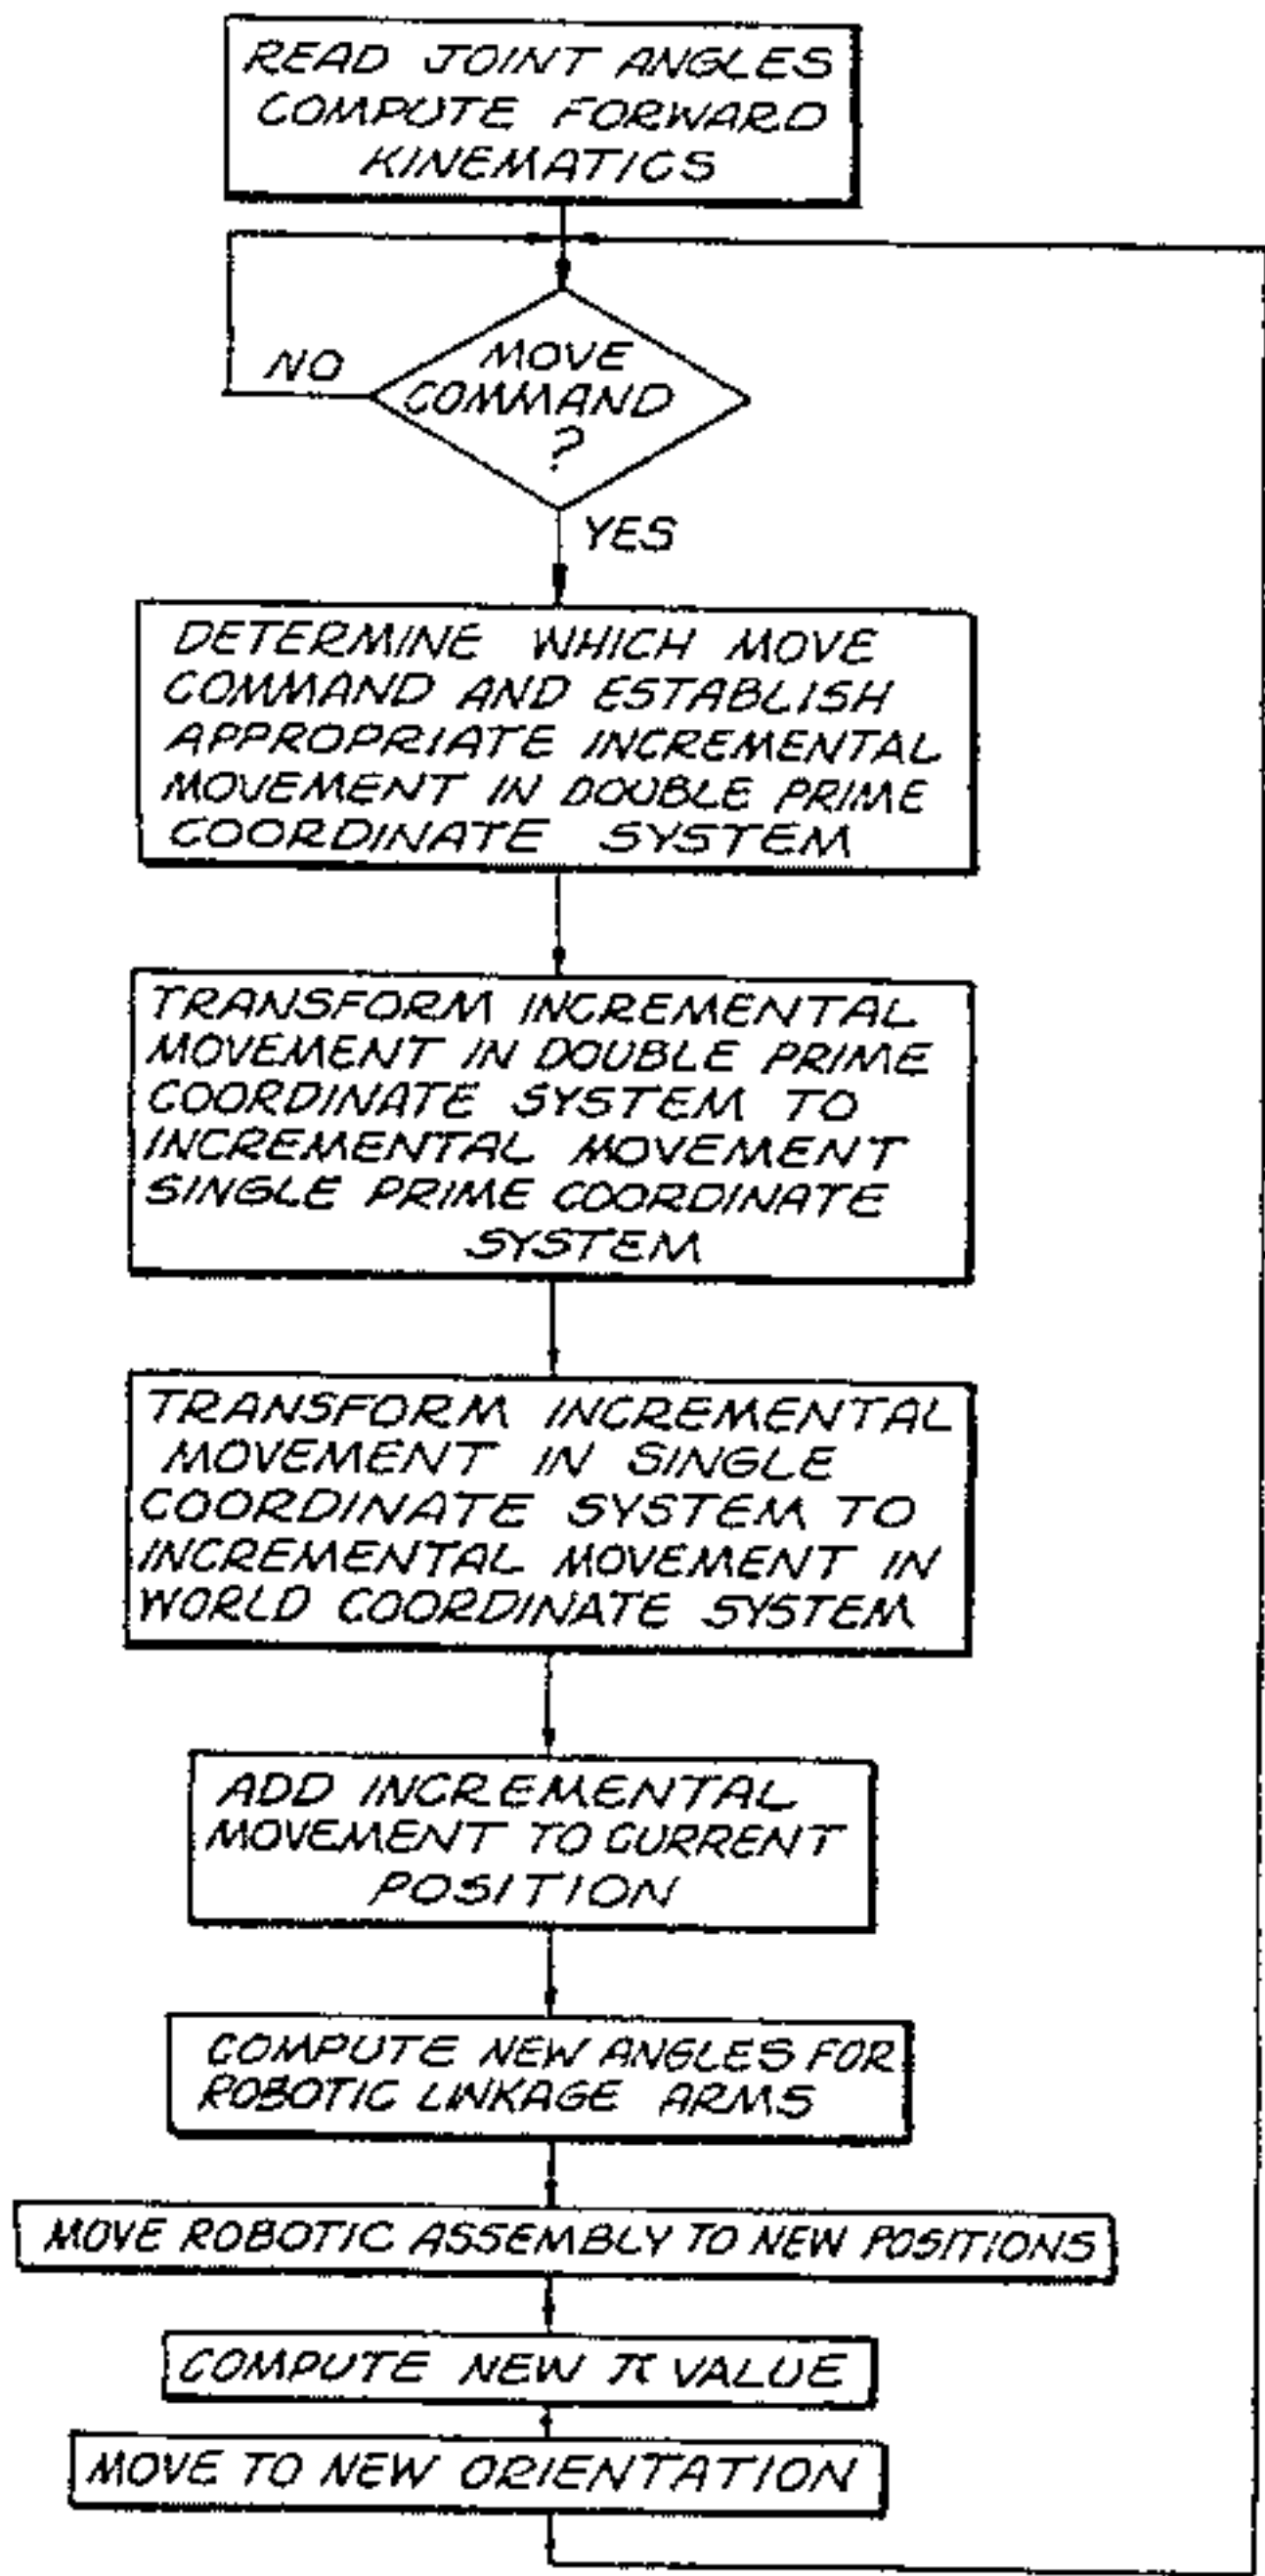 READ JOINT ANGLES
COMPUTE FORWARD
KINEMATICS
MOVE
COMMAND
?
NO
YES
DETERMINE WHICH MOVE
COMMAND AND ESTABLISH
APPROPRIATE INCREMENTAL
MOVEMENT IN DOUBLE PRIME
COORDINATE SYSTEM
TRANSFORM INCREMENTAL
MOVEMENT IN DOUBLE PRIME
COORDINATE SYSTEM TO
INCREMENTAL MOVEMENT
SINGLE PRIME COORDINATE
SYSTEM
TRANSFORM INCREMENTAL
MOVEMENT IN SINGLE
COORDINATE SYSTEM TO
INCREMENTAL MOVEMENT IN
WORLD COORDINATE SYSTEM
ADD INCREMENTAL
MOVEMENT TO CURRENT
POSITION
COMPUTE NEW ANGLES FOR
ROBOTIC LINKAGE ARMS
MOVE ROBOTIC ASSEMBLY TO NEW POSITIONS
COMPUTE NEW π VALUE
MOVE TO NEW ORIENTATION